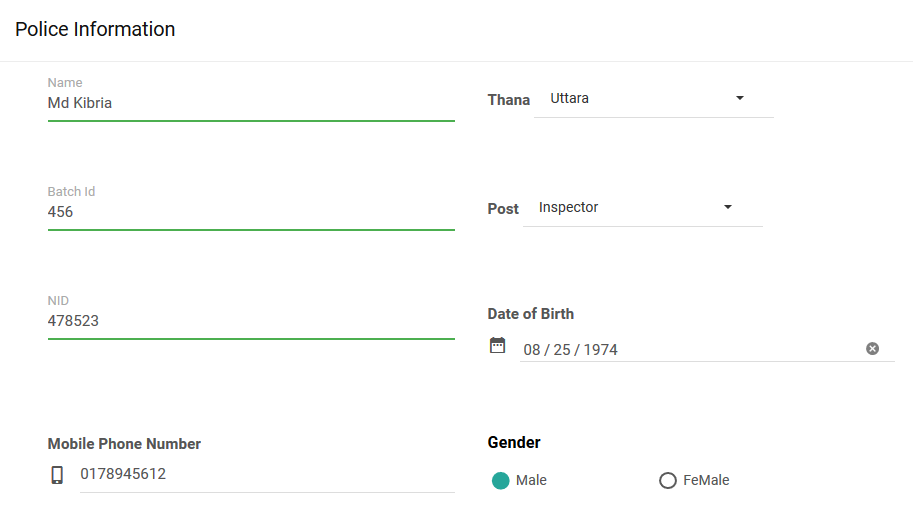 Police Information
Name
Md Kibria
Thana Uttara
Batch Id
456
Post Inspector
NID
478523
Date of Birth
08 / 25 / 1974
Mobile Phone Number
0178945612
Gender
Male FeMale